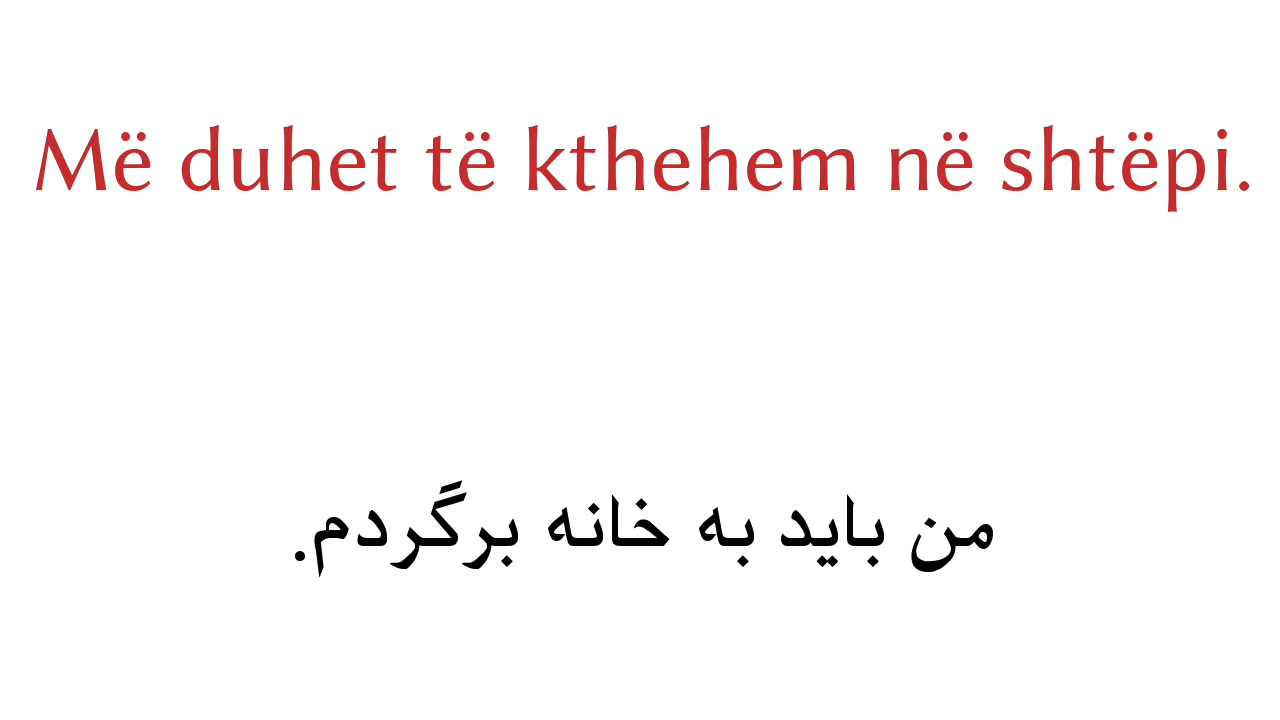 Më duhet të kthehem në shtëpi.
من باید به خانه برگردم.